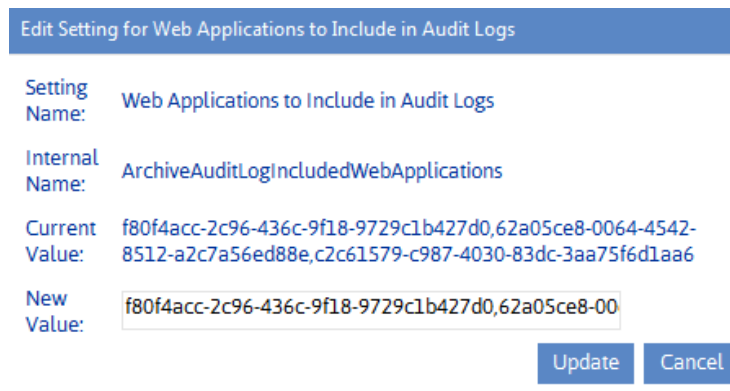 Edit Setting for Web Applications to Include in Audit Logs
Setting
Name:
Web Applications to Include in Audit Logs
Internal
Name:
ArchiveAuditLogIncludedWebApplications
Current
Value:
f80f4acc-2c96-436c-9f18-9729c1b427d0,62a05ce8-0064-4542-
8512-a2c7a56ed88e,c2c61579-c987-4030-83dc-3aa75f6d1aa6
New
Value:
f80f4acc-2c96-436c-9f18-9729c1b427d0,62a05ce8-00
Update
Cancel